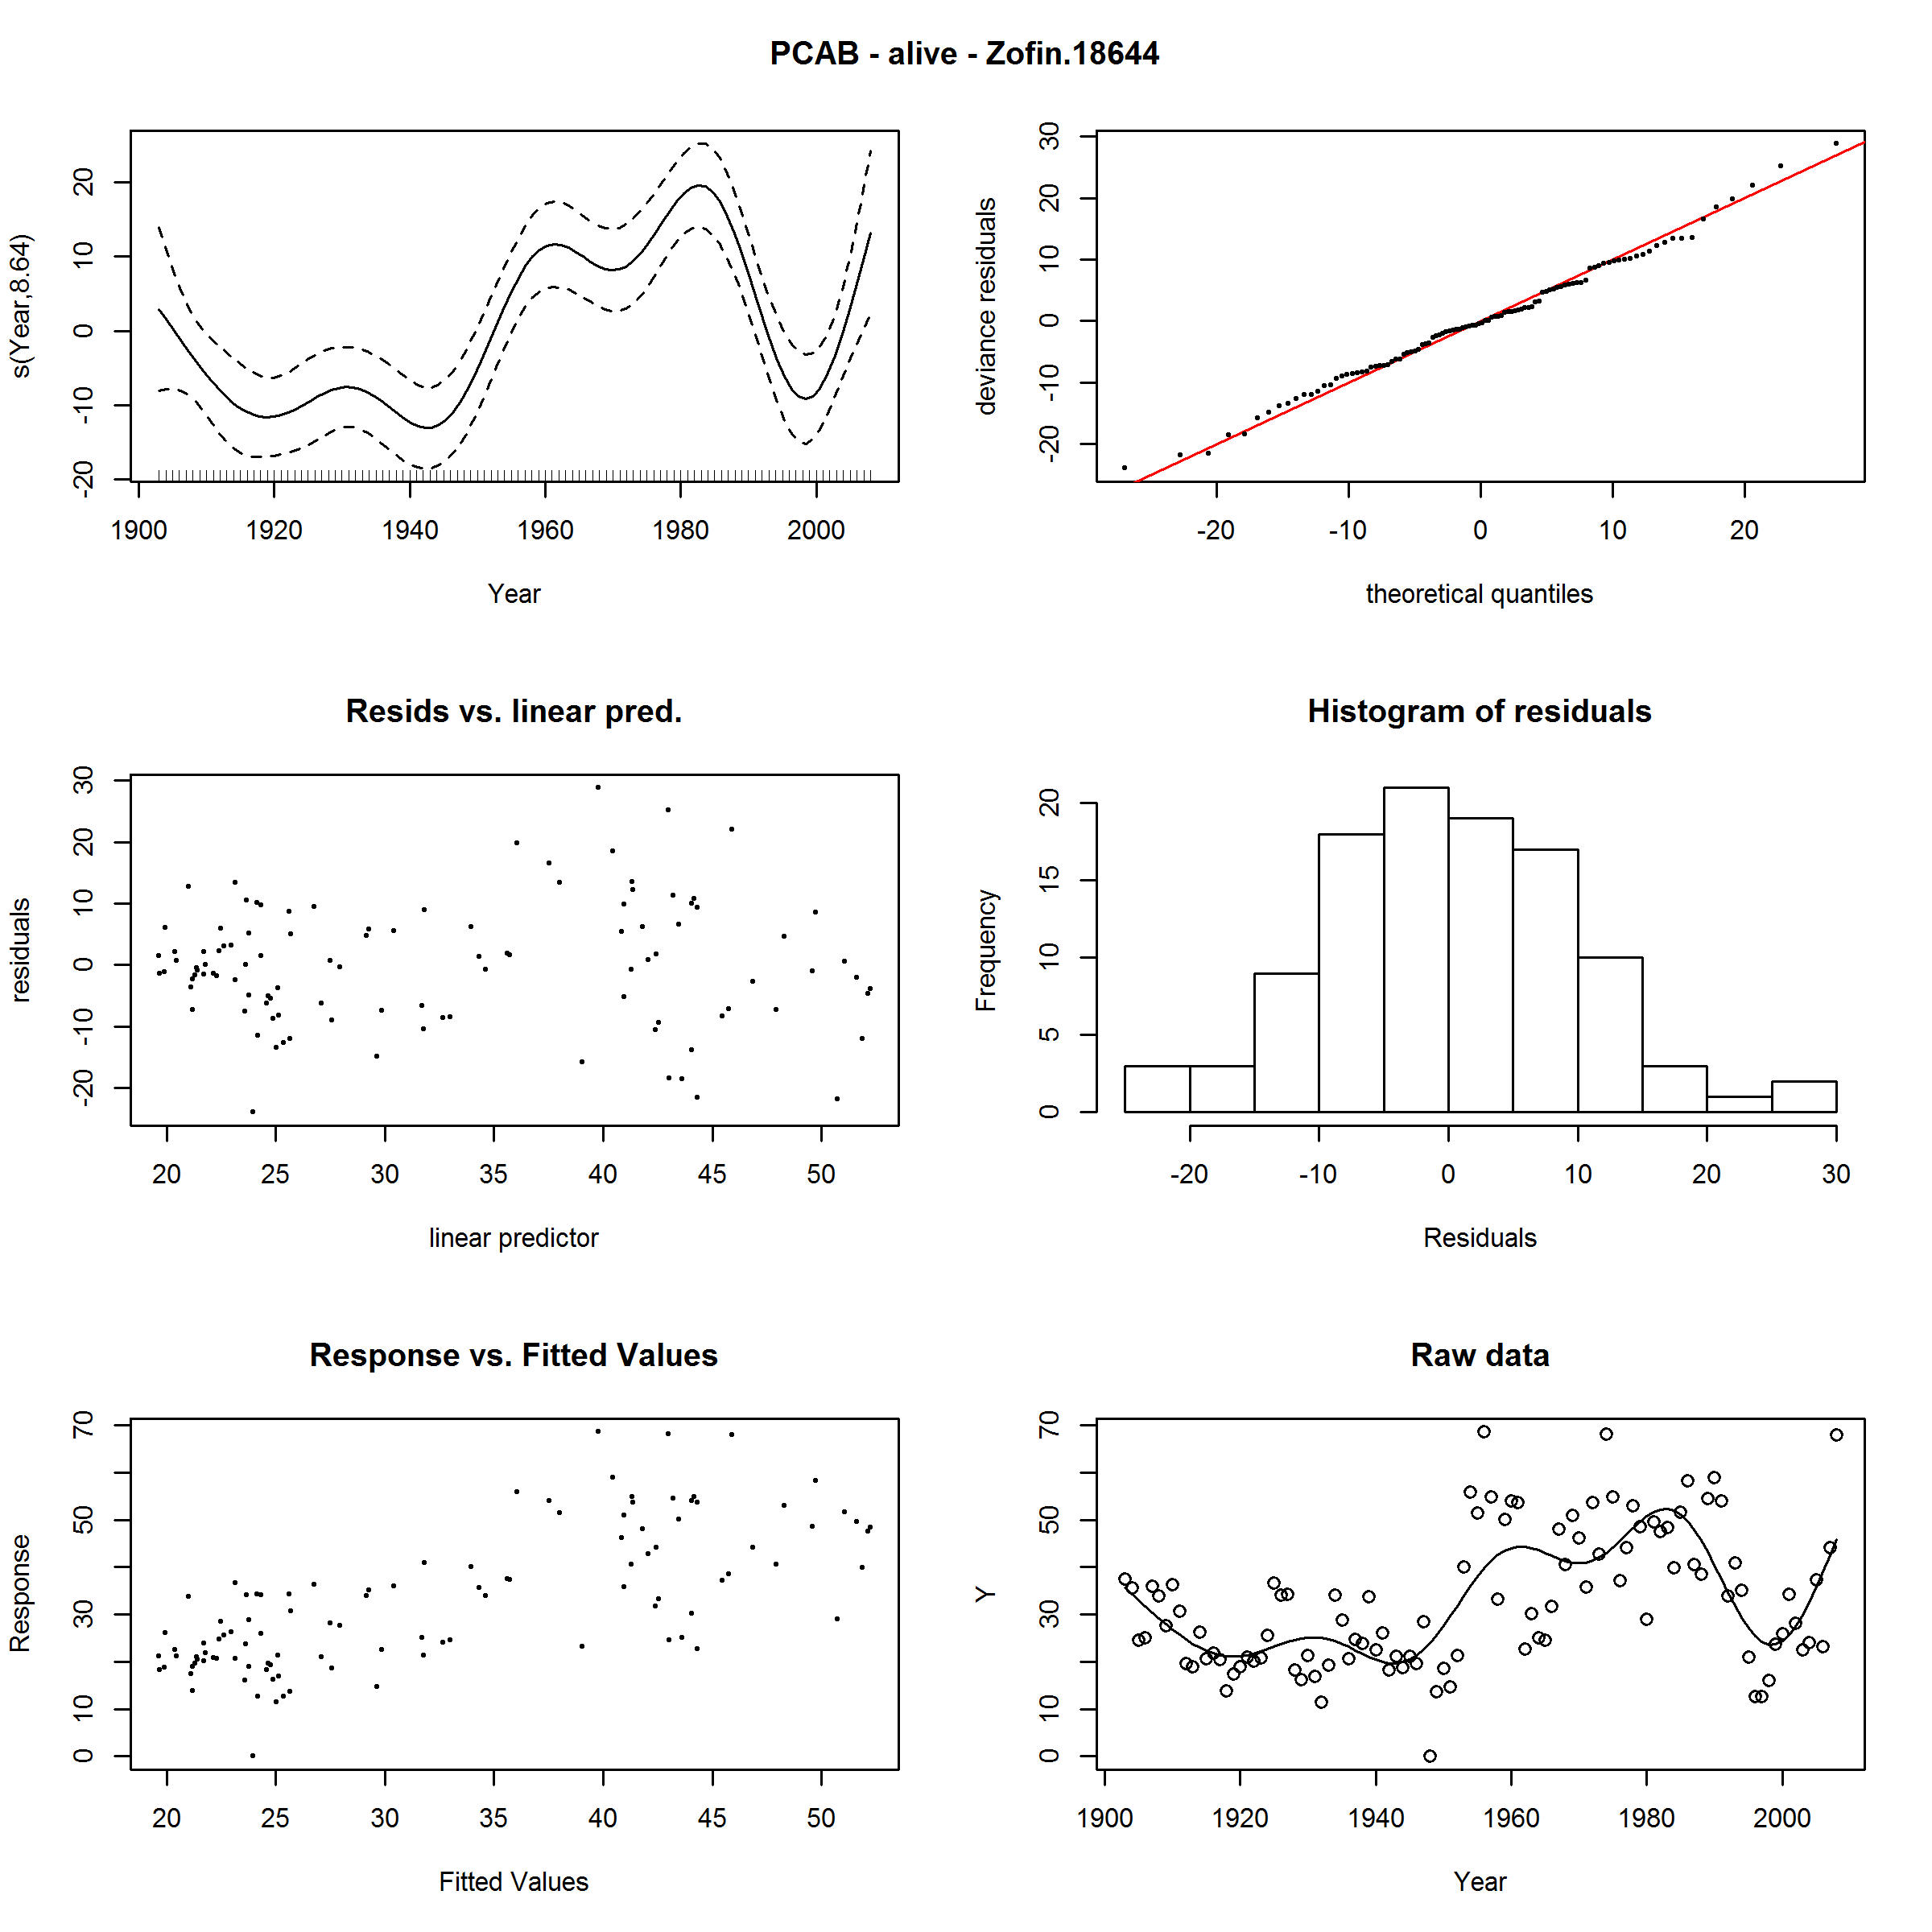 PCAB - alive - Zofin.18644
s(Year,8.64)
20
10
0
-10
-20
1900 1920 1940 1960 1980 2000
Year
deviance residuals
30
20
10
0
-10
-20
-20 -10 0 10 20
theoretical quantiles
Resids vs. linear pred.
residuals
30
20
10
0
-10
-20
20 25 30 35 40 45 50
linear predictor
Histogram of residuals
Frequency
20
15
10
5
0
-20 -10 0 10 20 30
Residuals
Response vs. Fitted Values
Response
70
50
30
10
0
20 25 30 35 40 45 50
Fitted Values
Raw data
Y
70
50
30
10
0
1900 1920 1940 1960 1980 2000
Year